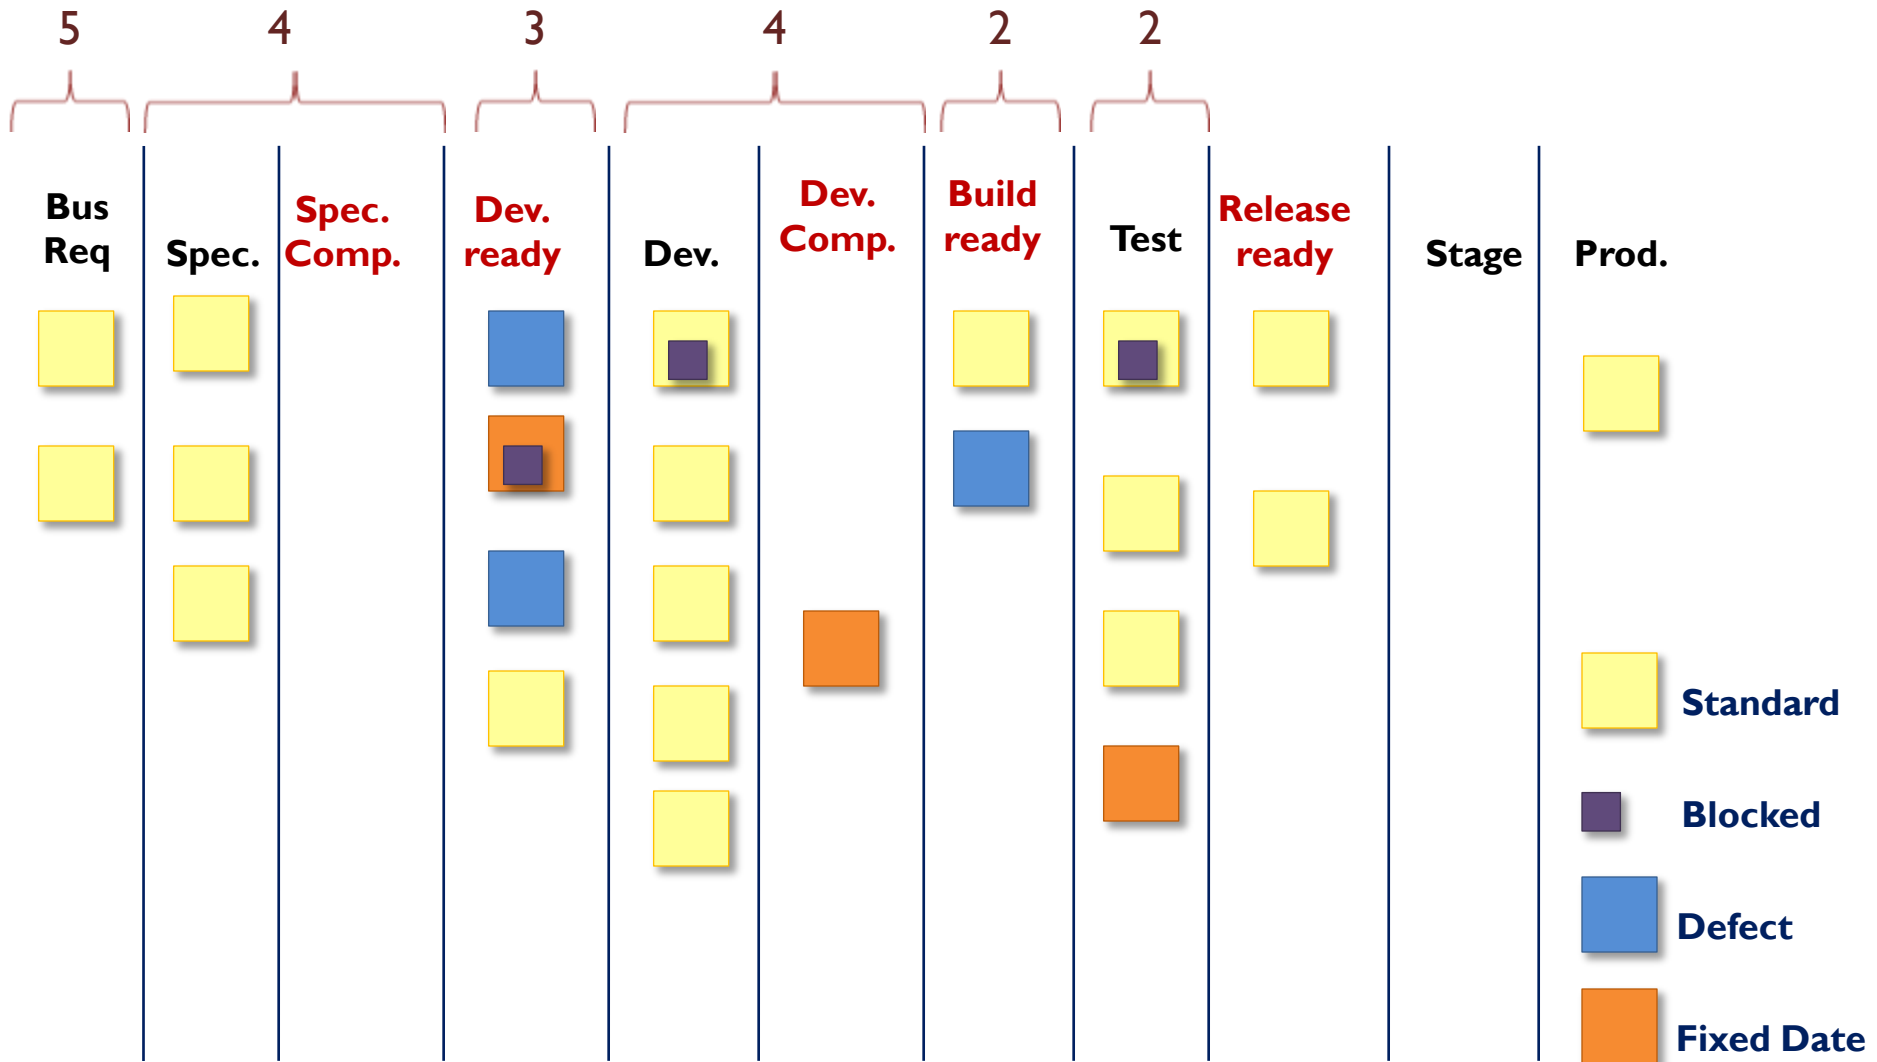 5 4 3 4 2 2
Bus
Req
Spec.
Spec.
Comp.
Dev.
ready
Dev.
Dev.
Comp.
Build
ready
Test
Release
ready
Stage
Prod.
Standard
Blocked
Defect
Fixed Date